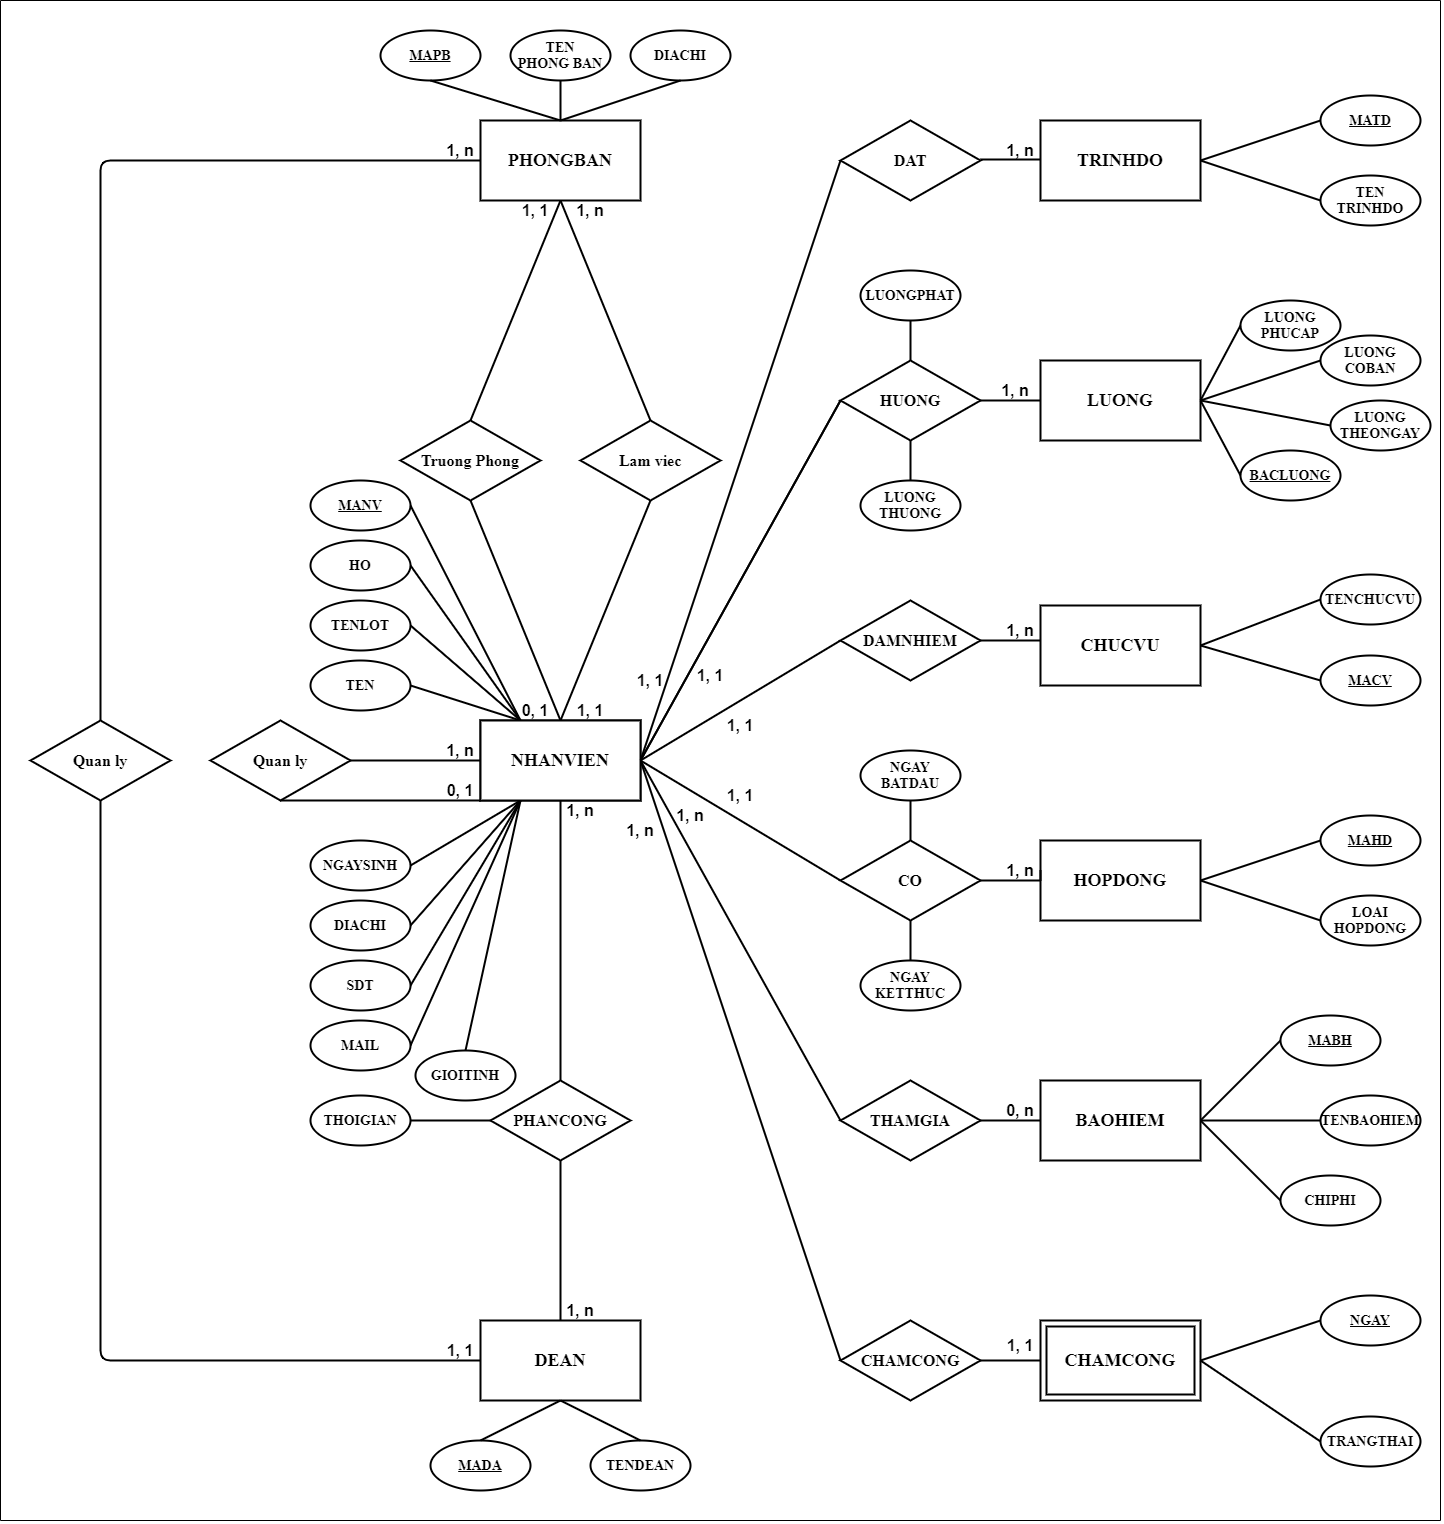 MAPB
TEN
PHONG BAN
DIACHI
1, n
PHONGBAN
1, 1
1, n
DAT
1, n
TRINHDO
MATD
TEN
TRINHDO
LUONGPHAT
HUONG
1, n
LUONG
LUONG
THUONG
LUONG
PHUCAP
LUONG
COBAN
LUONG
THEONGAY
BACLUONG
Truong Phong
Lam viec
MANV
HO
TENLOT
TEN
0, 1
1, 1
1, 1
1, 1
1, 1
DAMNHIEM
1, n
CHUCVU
TENCHUCVU
MACV
Quan ly
Quan ly
1, n
0, 1
NHANVIEN
1, n
1, n
1, n
1, 1
NGAY
BATDAU
CO
1, n
HOPDONG
MAHD
LOAI
HOPDONG
NGAY
KETTHUC
NGAYSINH
DIACHI
SDT
MAIL
GIOITINH
THOIGIAN
PHANCONG
THAMGIA
0, n
BAOHIEM
MABH
TENBAOHIEM
CHIPHI
1, n
1, 1
DEAN
MADA
TENDEAN
CHAMCONG
1, 1
CHAMCONG
NGAY
TRANGTHAI